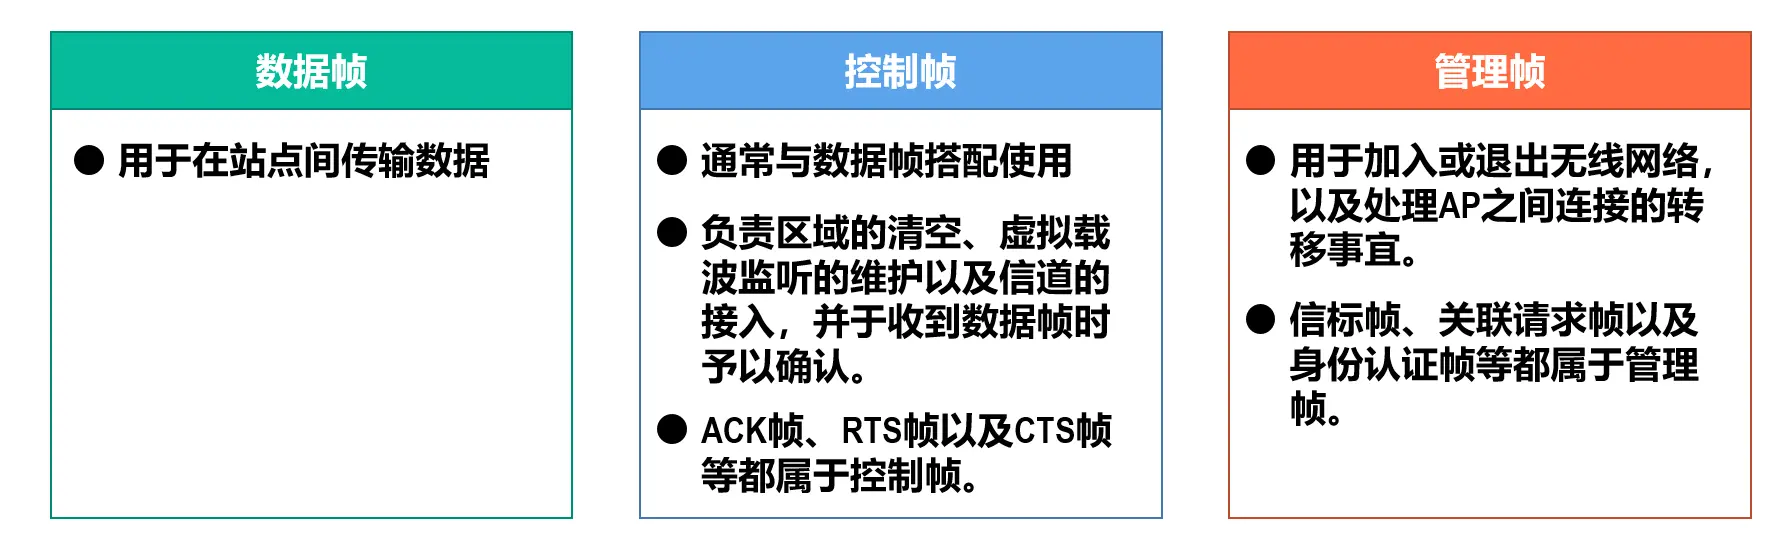 数据帧
● 用于在站点间传输数据
控制帧
● 通常与数据帧搭配使用
● 负责区域的清空、虚拟载
波监听的维护以及信道的
接入，并于收到数据帧时
予以确认。
● ACK帧、RTS帧以及CTS帧
等都属于控制帧。
管理帧
● 用于加入或退出无线网络，
以及处理AP之间连接的转
移事宜。
● 信标帧、关联请求帧以及
身份认证帧等都属于管理
帧。